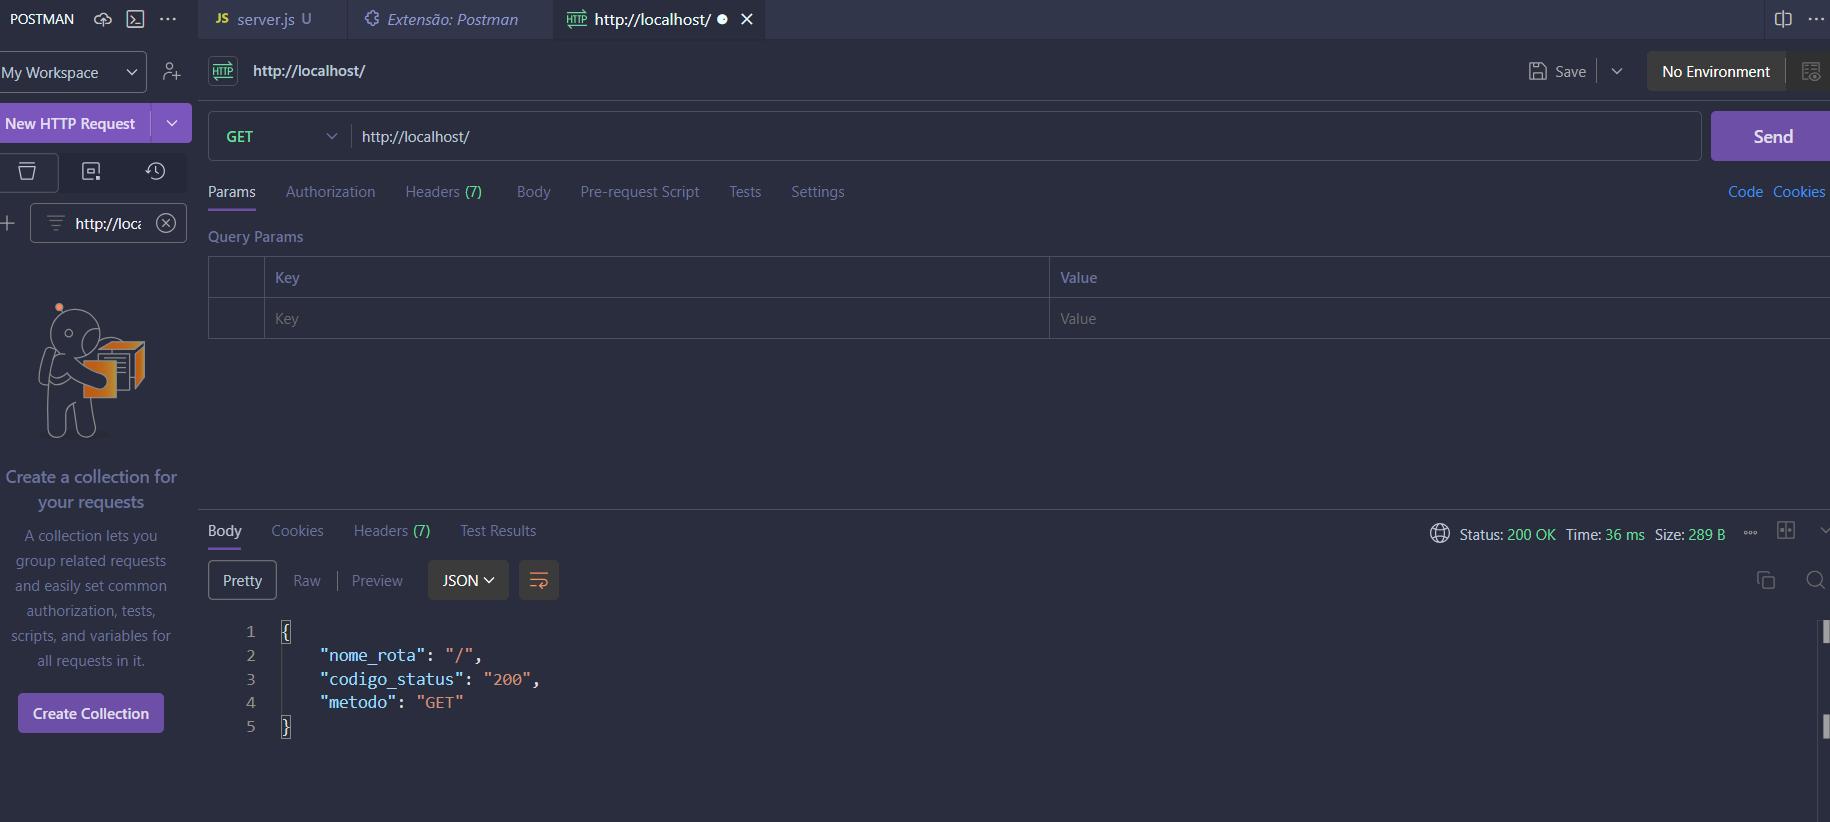 POSTMAN
JS server.js U
Extensão: Postman
HTTP http://localhost/
My Workspace
HTTP http://localhost/
Save
No Environment
New HTTP Request
GET
http://localhost/
Send
Params
Authorization
Headers (7)
Body
Pre-request Script
Tests
Settings
Code
Cookies
http://loca
Query Params
Key
Value
Key
Value
Create a collection for
your requests
A collection lets you
group related requests
and easily set common
authorization, tests,
scripts, and variables for
all requests in it.
Create Collection
Body
Cookies
Headers (7)
Test Results
Status: 200 OK
Time: 36 ms
Size: 289 B
Pretty
Raw
Preview
JSON
1 {
2 "nome_rota": "/",
3 "codigo_status": "200",
4 "metodo": "GET"
5 }